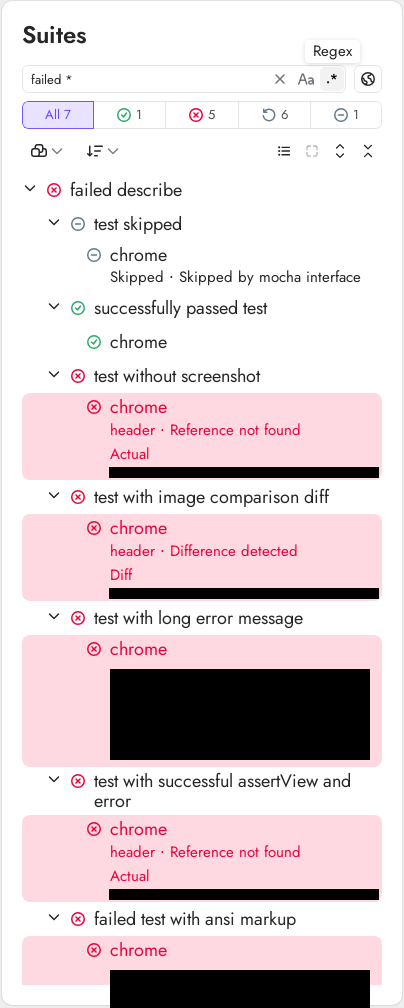 Suites
Regex
failed *
Aa .*
All 7 1 5 6 1
failed describe
test skipped
chrome
Skipped · Skipped by mocha interface
successfully passed test
chrome
test without screenshot
chrome
header · Reference not found
Actual
test with image comparison diff
chrome
header · Difference detected
Diff
test with long error message
chrome
test with successful assertView and
error
chrome
header · Reference not found
Actual
failed test with ansi markup
chrome